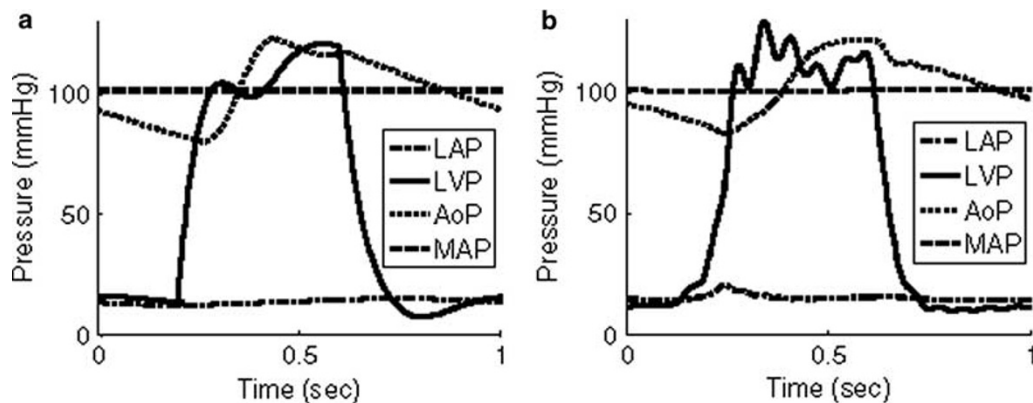 a
Pressure (mmHg)
100
50
0
LAP
LVP
AoP
MAP
0
0.5
1
Time (sec)
b
Pressure (mmHg)
100
50
0
LAP
LVP
AoP
MAP
0
0.5
1
Time (sec)